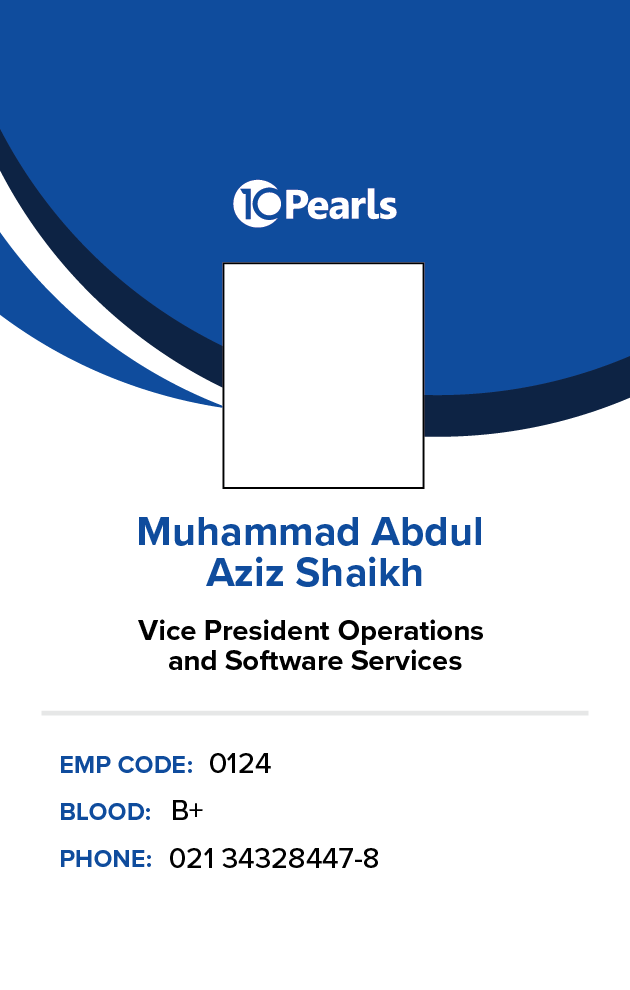 10Pearls
Muhammad Abdul
Aziz Shaikh
Vice President Operations
and Software Services
EMP CODE: 0124
BLOOD: B+
PHONE: 021 34328447-8